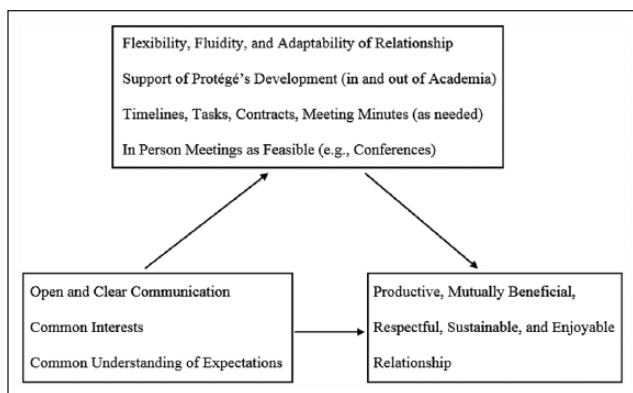 Flexibility, Fluidity, and Adaptability of Relationship
Support of Protégé's Development (in and out of Academia)
Timelines, Tasks, Contracts, Meeting Minutes (as needed)
In Person Meetings as Feasible (e.g., Conferences)
Open and Clear Communication
Common Interests
Common Understanding of Expectations
Productive, Mutually Beneficial,
Respectful, Sustainable, and Enjoyable
Relationship